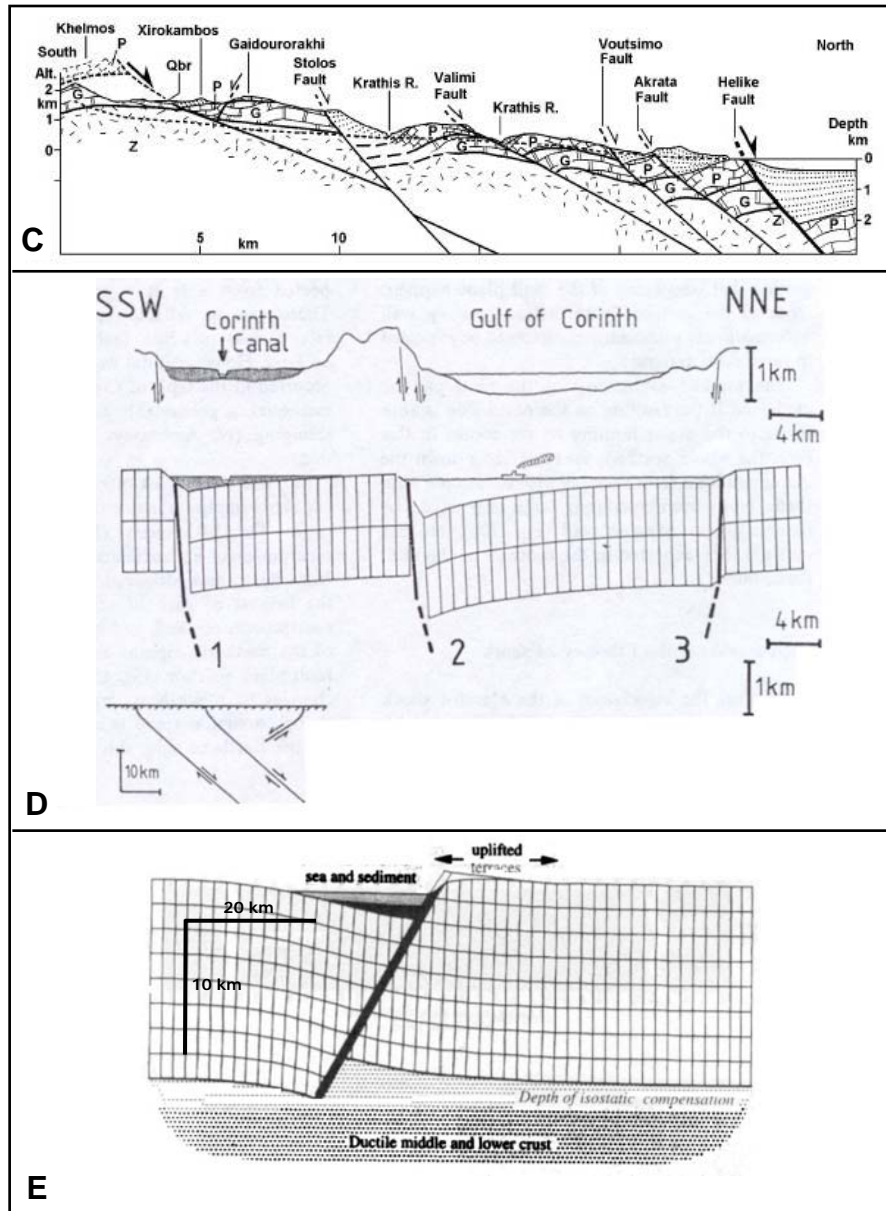 Khelmos
Xirokambos
South
P
Gaidourorakhi
Stolos
Fault
Voutsimo
Fault
North
Alt.
Qbr
P
Krathis R.
Valimi
Fault
Krathis R.
Akrata
Fault
Helike
Fault
Depth
km
2
km
1
0
G
G
P
G
P
G
P
G
P
G
Z
Z
P
0
1
2
5
km
10
C
SSW
NNE
Corinth
Canal
Gulf of Corinth
1km
4km
1
2
3
4km
1km
10km
D
uplifted
terraces
sea and sediment
20 km
10 km
Depth of isostatic compensation
Ductile middle and lower crust
E